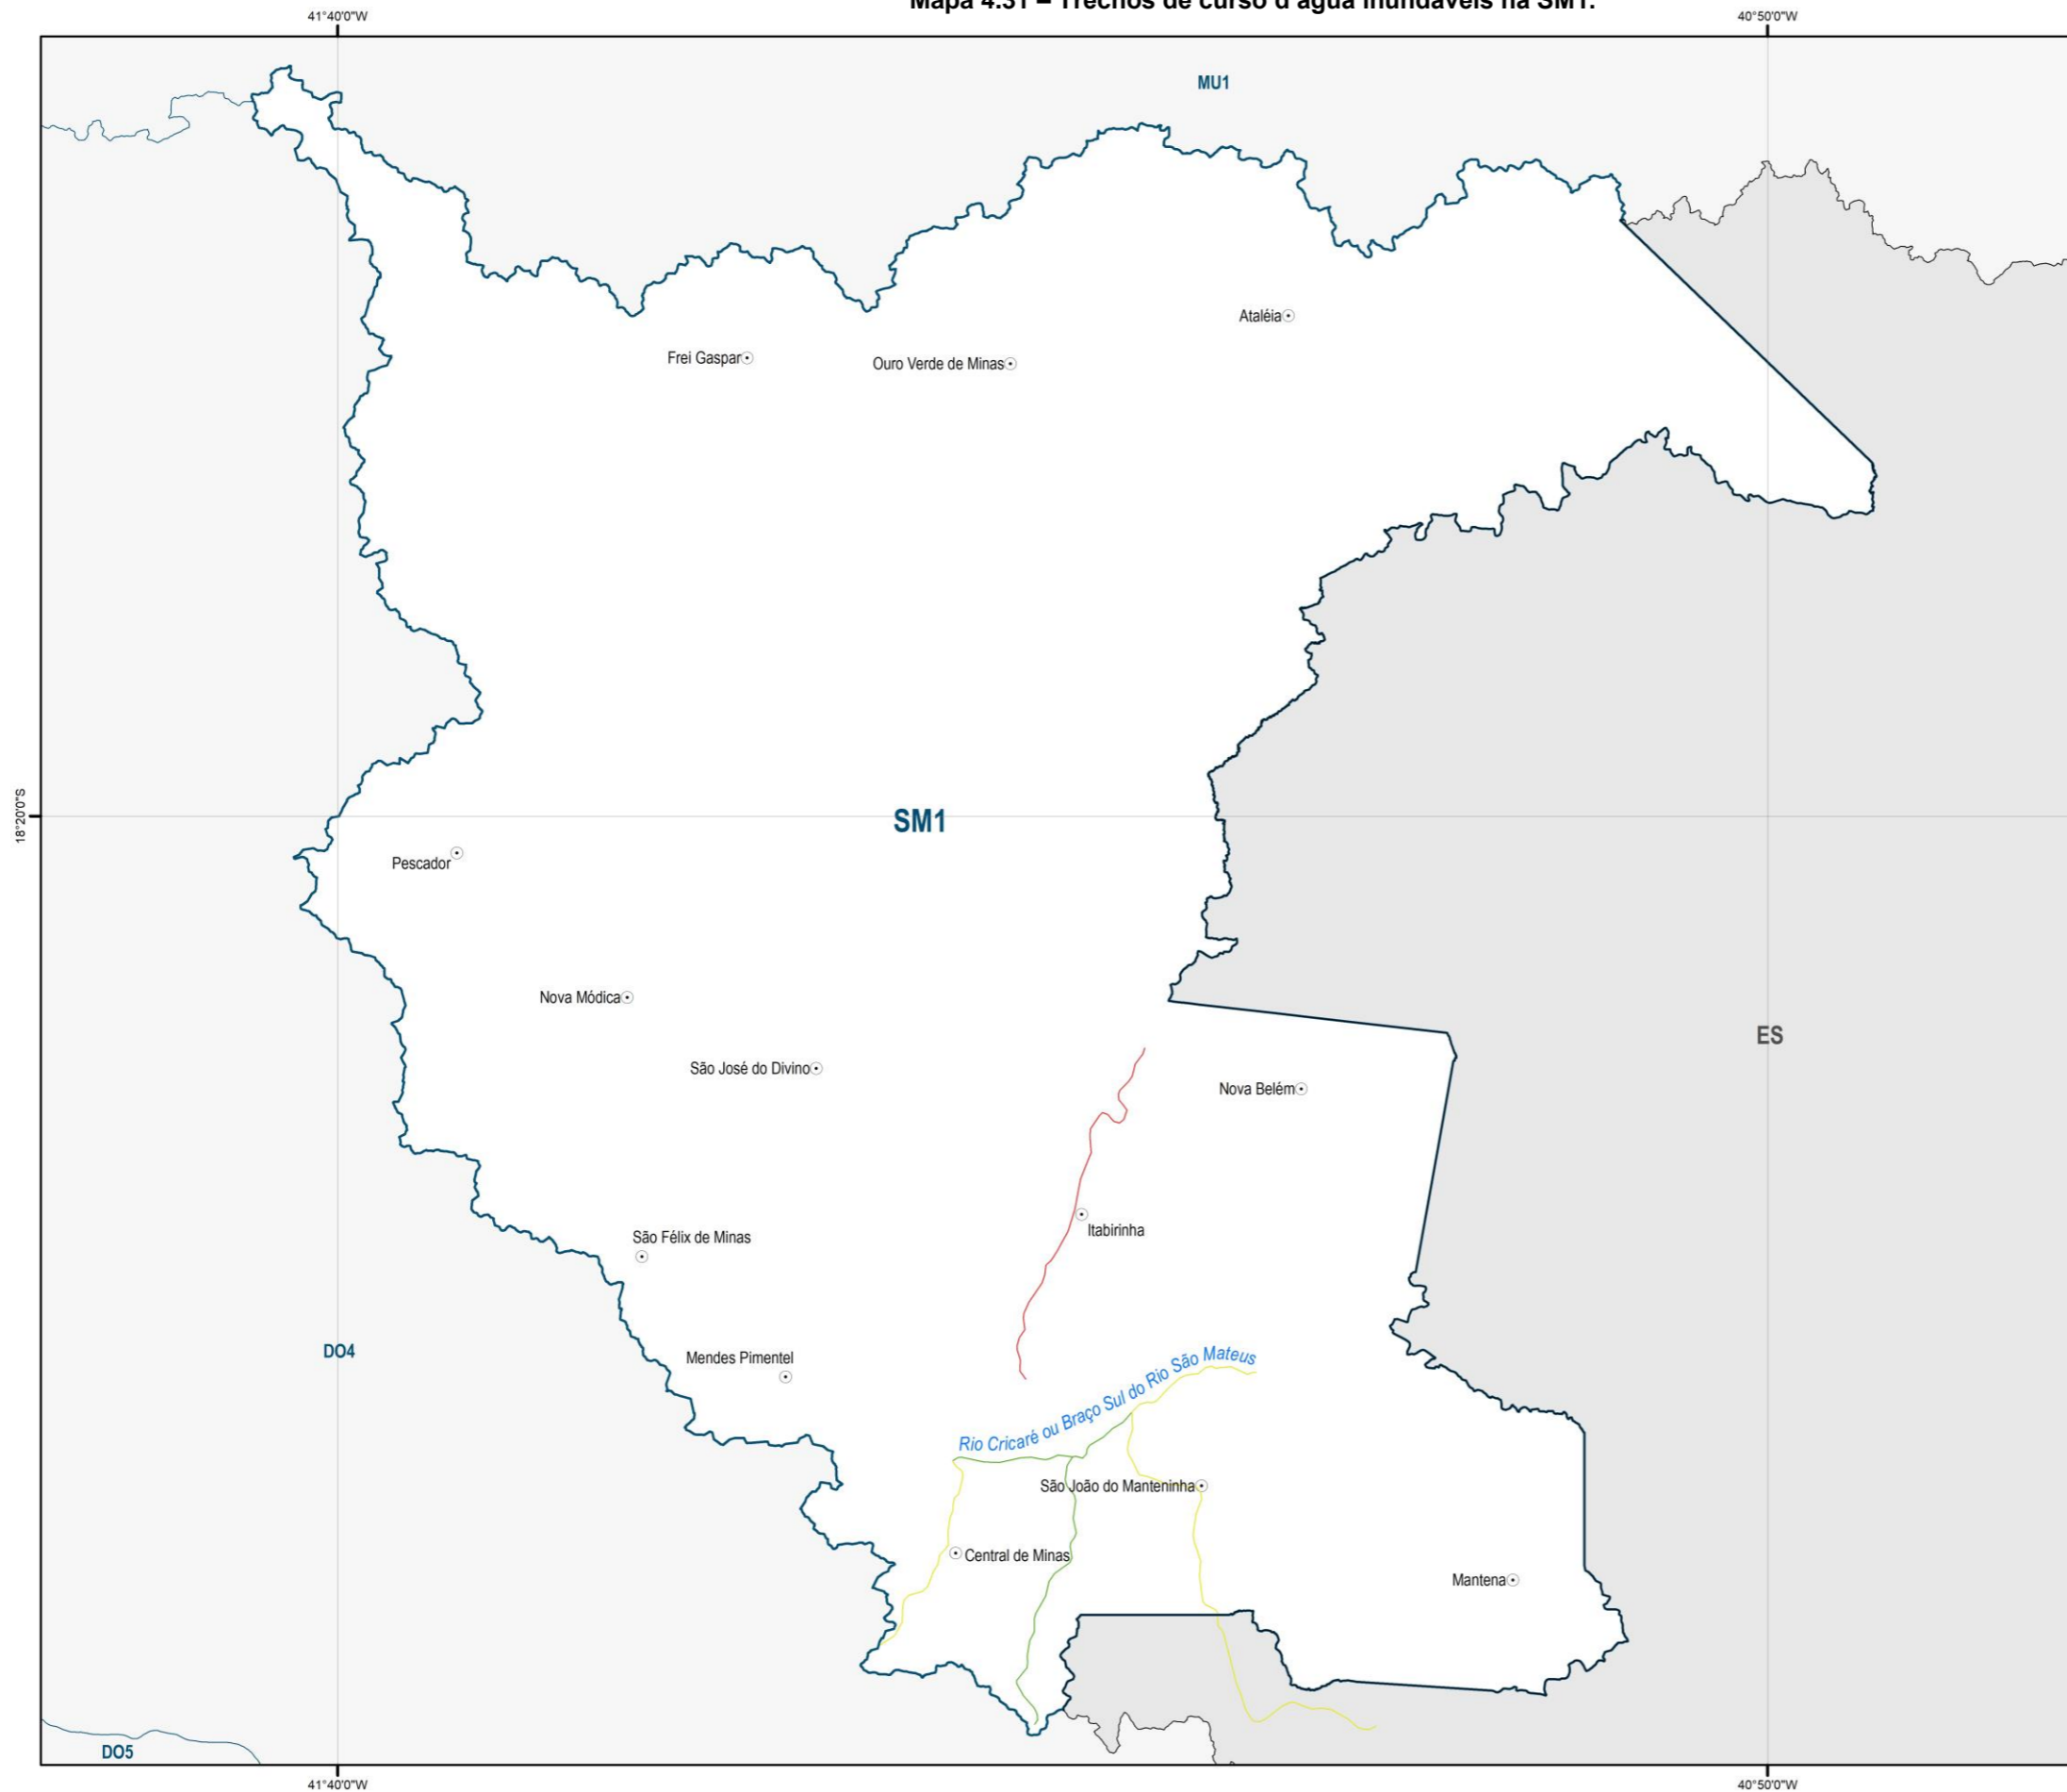 Mapa 4.31 – Trechos de curso d'água inundáveis na SM1.
41°40'0"W
40°50'0"W
MU1
Ataléia
Frei Gaspar
Ouro Verde de Minas
18°20'0"S
SM1
Pescador
Nova Módica
ES
São José do Divino
Nova Belém
Itabirinha
São Félix de Minas
DO4
Mendes Pimentel
Rio Cricaré ou Braço Sul do Rio São Mateus
São João do Manteninha
Central de Minas
Mantena
DO5
41°40'0"W
40°50'0"W